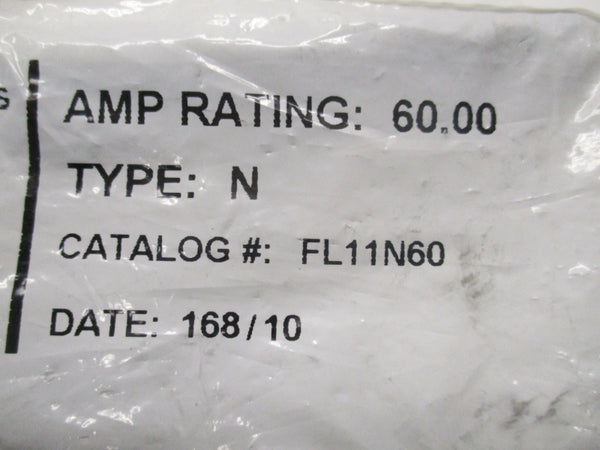 S
AMP RATING: 60.00
TYPE: N
CATALOG #: FL11N60
DATE: 168/10